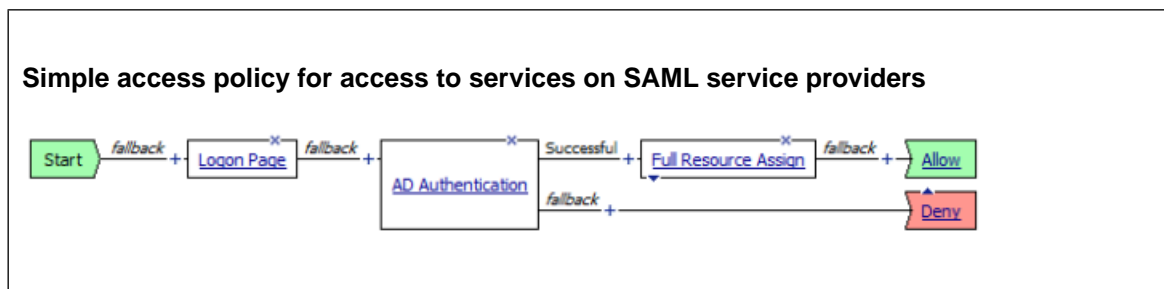 Simple access policy for access to services on SAML service providers
Start fallback + Logon Page × fallback + AD Authentication × Successful + Full Resource Assign × fallback + Allow
fallback + Deny